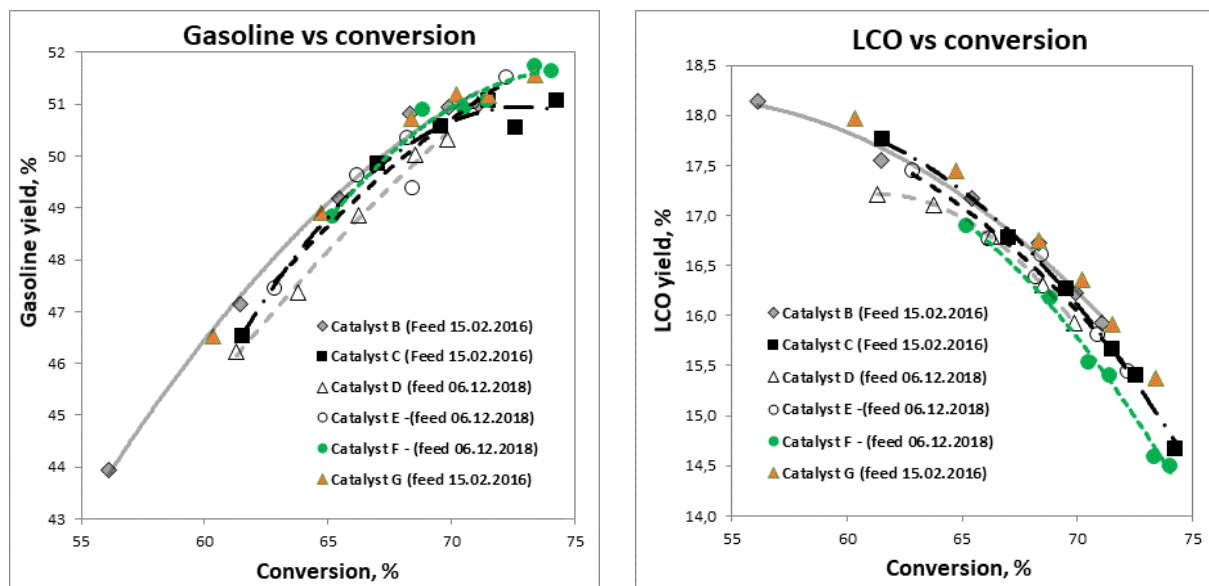 Gasoline vs conversion
52
51
50
49
48
47
46
45
44
43
Gasoline yield, %
Catalyst B (Feed 15.02.2016)
Catalyst C (Feed 15.02.2016)
Catalyst D (feed 06.12.2018)
Catalyst E -(feed 06.12.2018)
Catalyst F - (feed 06.12.2018)
Catalyst G (feed 15.02.2016)
55 60 65 70 75
Conversion, %
LCO vs conversion
18,5
18,0
17,5
17,0
16,5
16,0
15,5
15,0
14,5
14,0
LCO yield, %
Catalyst B (Feed 15.02.2016)
Catalyst C (Feed 15.02.2016)
Catalyst D (feed 06.12.2018)
Catalyst E -(feed 06.12.2018)
Catalyst F - (feed 06.12.2018)
Catalyst G (feed 15.02.2016)
55 60 65 70 75
Conversion, %